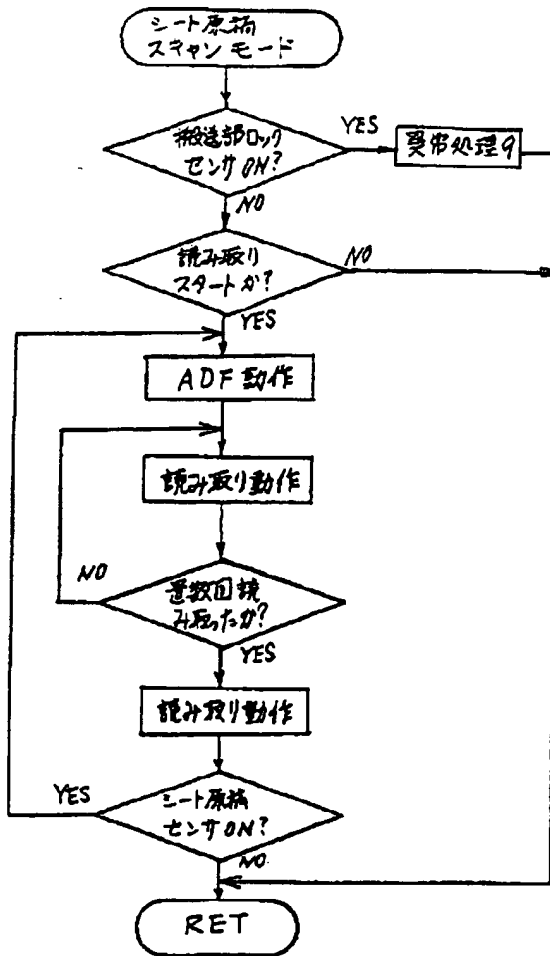 シート原稿
スキャンモード
搬送部ロック
センサON?
YES
異常処理9
NO
読み取り
スタートか?
NO
YES
ADF動作
読み取り動作
NO
置数回読
み取ったか?
YES
読み取り動作
YES
シート原稿
センサON?
NO
RET